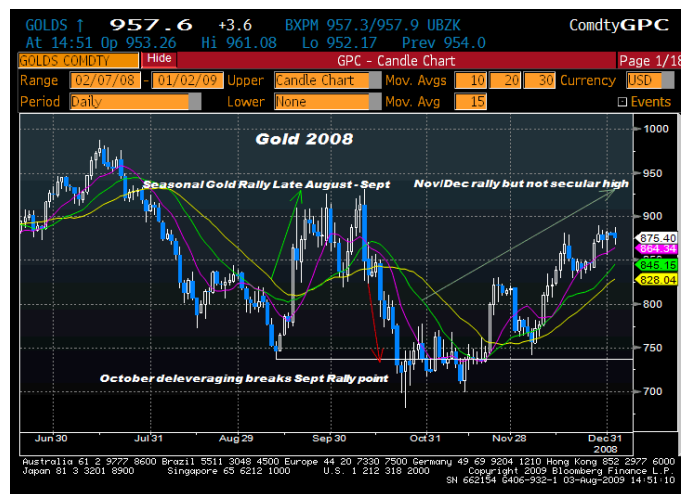 GOLDS ↑ 957.6 +3.6 BXPM 957.3/957.9 UBZK ComdtyGPC
At 14:51 Op 953.26 Hi 961.08 Lo 952.17 Prev 954.0
GOLDS COMDTY Hide GPC - Candle Chart Page 1/18
Range 02/07/08 - 01/02/09 Upper Candle Chart Mov. Avgs 10 20 30 Currency USD
Period Daily Lower None Mov. Avg 15 Events
Gold 2008
1000
950
Seasonal Gold Rally Late August - Sept Nov/Dec rally but not secular high
900
875.40
864.34
850
846.15
828.04
800
750
October deleveraging breaks Sept Rally point
700
Jun 30 Jul 31 Aug 29 Sep 30 Oct 31 Nov 28 Dec 31
2008
Australia 61 2 9777 8600 Brazil 5511 3048 4500 Europe 44 20 7330 7500 Germany 49 69 9204 1210 Hong Kong 852 2977 6000
Japan 81 3 3201 8900 Singapore 65 6212 1000 U.S. 1 212 318 2000 Copyright 2009 Bloomberg Finance L.P.
SN 662154 G406-932-1 03-Aug-2009 14:51:10